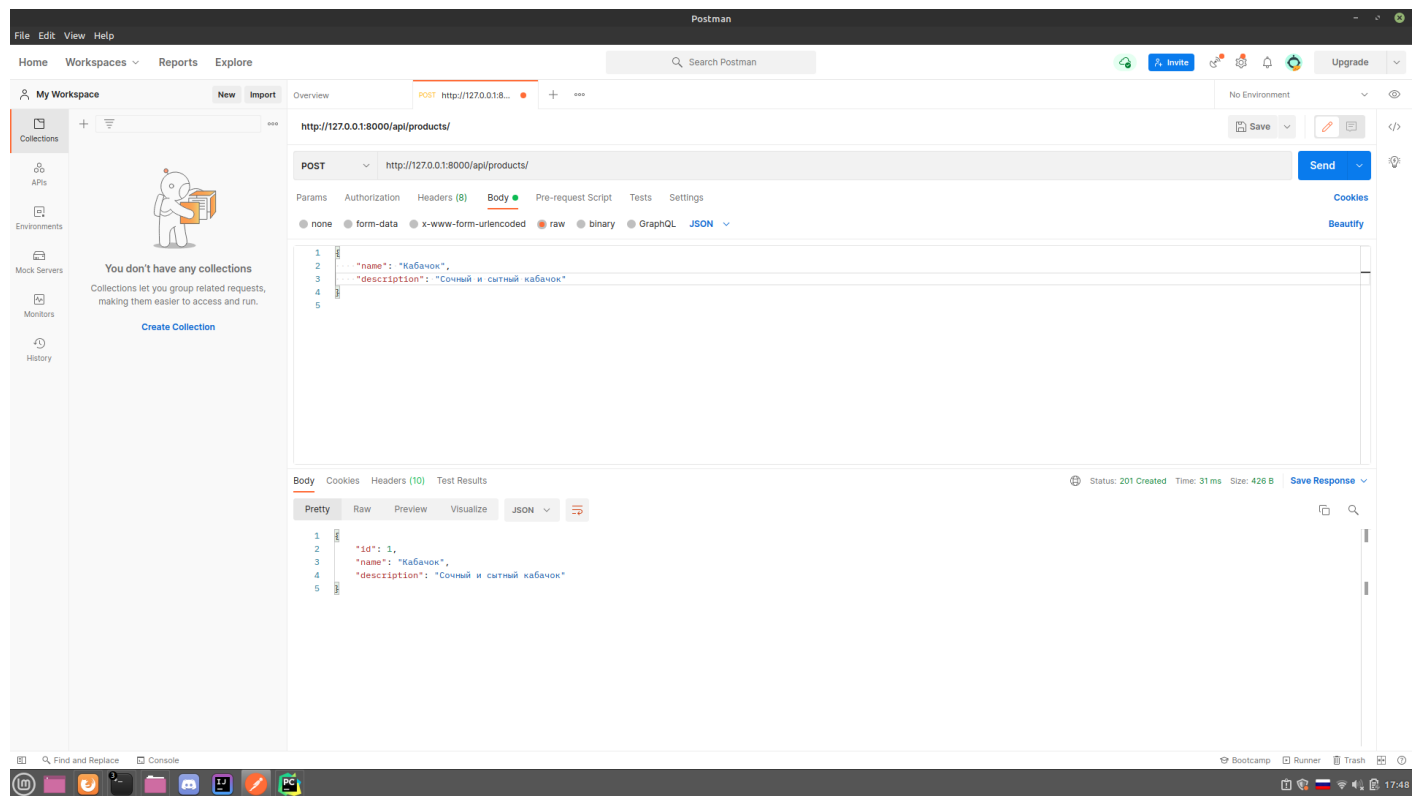 Postman
File Edit View Help
Home Workspaces Reports Explore Search Postman Invite Upgrade
My Workspace New Import Overview POST http://127.0.0.1:8... No Environment
Collections
APIs
Environments
Mock Servers
Monitors
History
You don't have any collections
Collections let you group related requests,
making them easier to access and run.
Create Collection
http://127.0.0.1:8000/api/products/ Save
POST http://127.0.0.1:8000/api/products/ Send
Params Authorization Headers (8) Body Pre-request Script Tests Settings Cookies
none form-data x-www-form-urlencoded raw binary GraphQL JSON Beautify
1 {
2 "name": "Кабачок",
3 "description": "Сочный и сытный кабачок"
4 }
5
Body Cookies Headers (10) Test Results Status: 201 Created Time: 31 ms Size: 426 B Save Response
Pretty Raw Preview Visualize JSON
1 {
2 "id": 1,
3 "name": "Кабачок",
4 "description": "Сочный и сытный кабачок"
5 }
Find and Replace Console Bootcamp Runner Trash
3 IJ PC 17:48